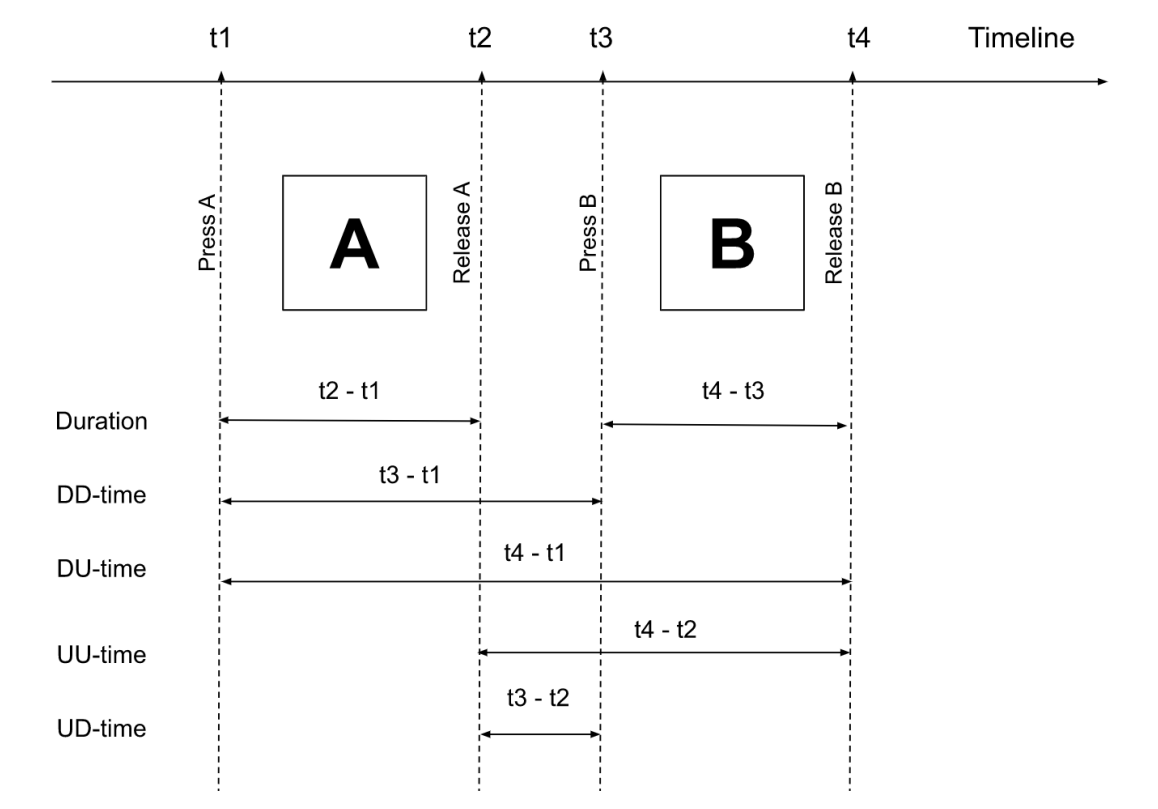 t1 t2 t3 t4 Timeline
Press A
A
Release A
Press B
B
Release B
t2 - t1 t4 - t3
Duration
t3 - t1
DD-time
t4 - t1
DU-time
t4 - t2
UU-time
t3 - t2
UD-time